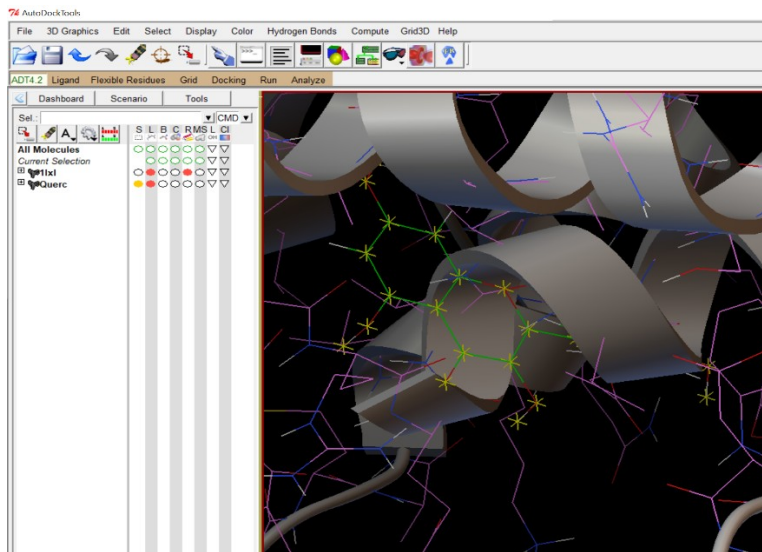 AutoDockTools
File 3D Graphics Edit Select Display Color Hydrogen Bonds Compute Grid3D Help
ADT4.2 Ligand Flexible Residues Grid Docking Run Analyze
Dashboard Scenario Tools
Sel.: CMD
A
S L B C R MS L Cl
All Molecules
Current Selection
1lxl
Querc